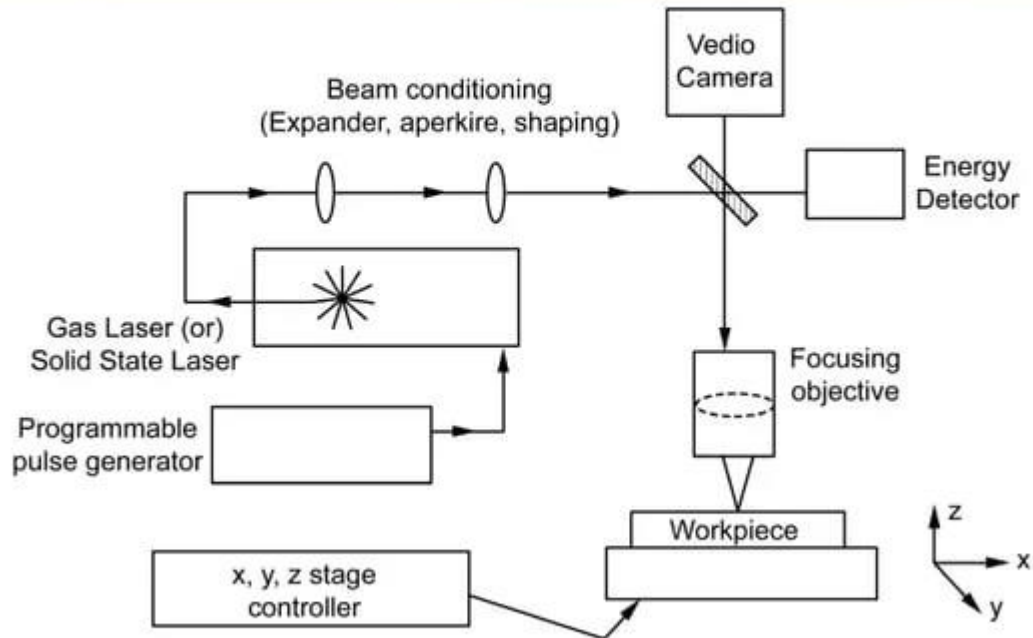 Vedio
Camera
Beam conditioning
(Expander, aperkire, shaping)
Energy
Detector
Gas Laser (or)
Solid State Laser
Focusing
objective
Programmable
pulse generator
Workpiece
x, y, z stage
controller
z
x
y